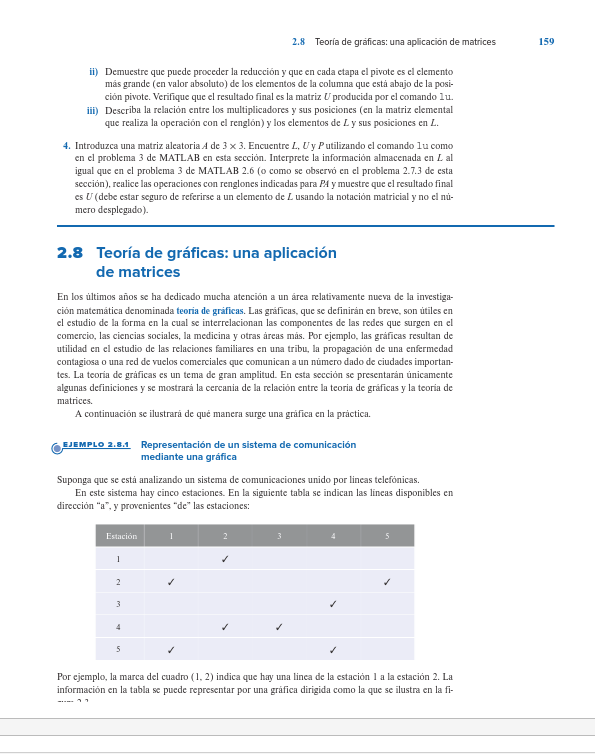 2.8 Teoría de gráficas: una aplicación de matrices 159
ii) Demuestre que puede proceder la reducción y que en cada etapa el pivote es el elemento
más grande (en valor absoluto) de los elementos de la columna que está abajo de la posi-
ción pivote. Verifique que el resultado final es la matriz U producida por el comando lu.
iii) Describa la relación entre los multiplicadores y sus posiciones (en la matriz elemental
que realiza la operación con el renglón) y los elementos de L y sus posiciones en L.
4. Introduzca una matriz aleatoria A de 3 × 3. Encuentre L, U y P utilizando el comando lu como
en el problema 3 de MATLAB en esta sección. Interprete la información almacenada en L al
igual que en el problema 3 de MATLAB 2.6 (o como se observó en el problema 2.7.3 de esta
sección), realice las operaciones con renglones indicadas para PA y muestre que el resultado final
es U (debe estar seguro de referirse a un elemento de L usando la notación matricial y no el nú-
mero desplegado).
2.8 Teoría de gráficas: una aplicación
de matrices
En los últimos años se ha dedicado mucha atención a un área relativamente nueva de la investiga-
ción matemática denominada teoría de gráficas. Las gráficas, que se definirán en breve, son útiles en
el estudio de la forma en la cual se interrelacionan las componentes de las redes que surgen en el
comercio, las ciencias sociales, la medicina y otras áreas más. Por ejemplo, las gráficas resultan de
utilidad en el estudio de las relaciones familiares en una tribu, la propagación de una enfermedad
contagiosa o una red de vuelos comerciales que comunican a un número dado de ciudades importan-
tes. La teoría de gráficas es un tema de gran amplitud. En esta sección se presentarán únicamente
algunas definiciones y se mostrará la cercanía de la relación entre la teoría de gráficas y la teoría de
matrices.
A continuación se ilustrará de qué manera surge una gráfica en la práctica.
EJEMPLO 2.8.1 Representación de un sistema de comunicación
mediante una gráfica
Suponga que se está analizando un sistema de comunicaciones unido por líneas telefónicas.
En este sistema hay cinco estaciones. En la siguiente tabla se indican las líneas disponibles en
dirección “a”, y provenientes “de” las estaciones:
Estación 1 2 3 4 5
1 ✓
2 ✓ ✓
3 ✓
4 ✓ ✓
5 ✓ ✓
Por ejemplo, la marca del cuadro (1, 2) indica que hay una línea de la estación 1 a la estación 2. La
información en la tabla se puede representar por una gráfica dirigida como la que se ilustra en la fi-